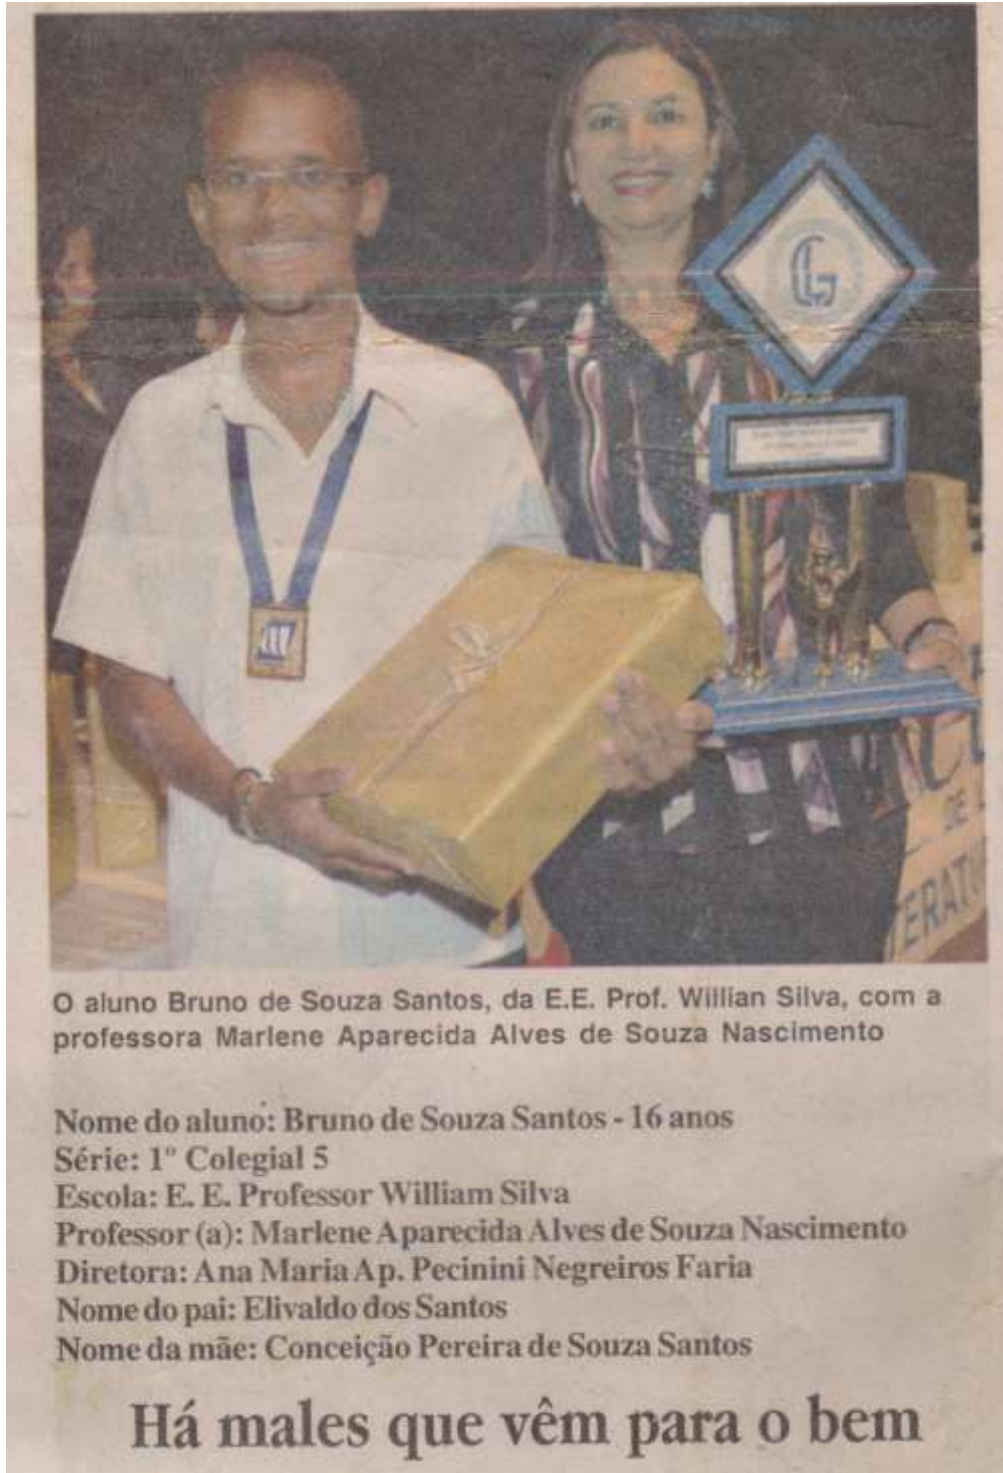 G
DE
ERATI
O aluno Bruno de Souza Santos, da E.E. Prof. Willian Silva, com a
professora Marlene Aparecida Alves de Souza Nascimento
Nome do aluno: Bruno de Souza Santos - 16 anos
Série: 1º Colegial 5
Escola: E. E. Professor William Silva
Professor (a): Marlene Aparecida Alves de Souza Nascimento
Diretora: Ana Maria Ap. Pecinini Negreiros Faria
Nome do pai: Elivaldo dos Santos
Nome da mãe: Conceição Pereira de Souza Santos
Há males que vêm para o bem